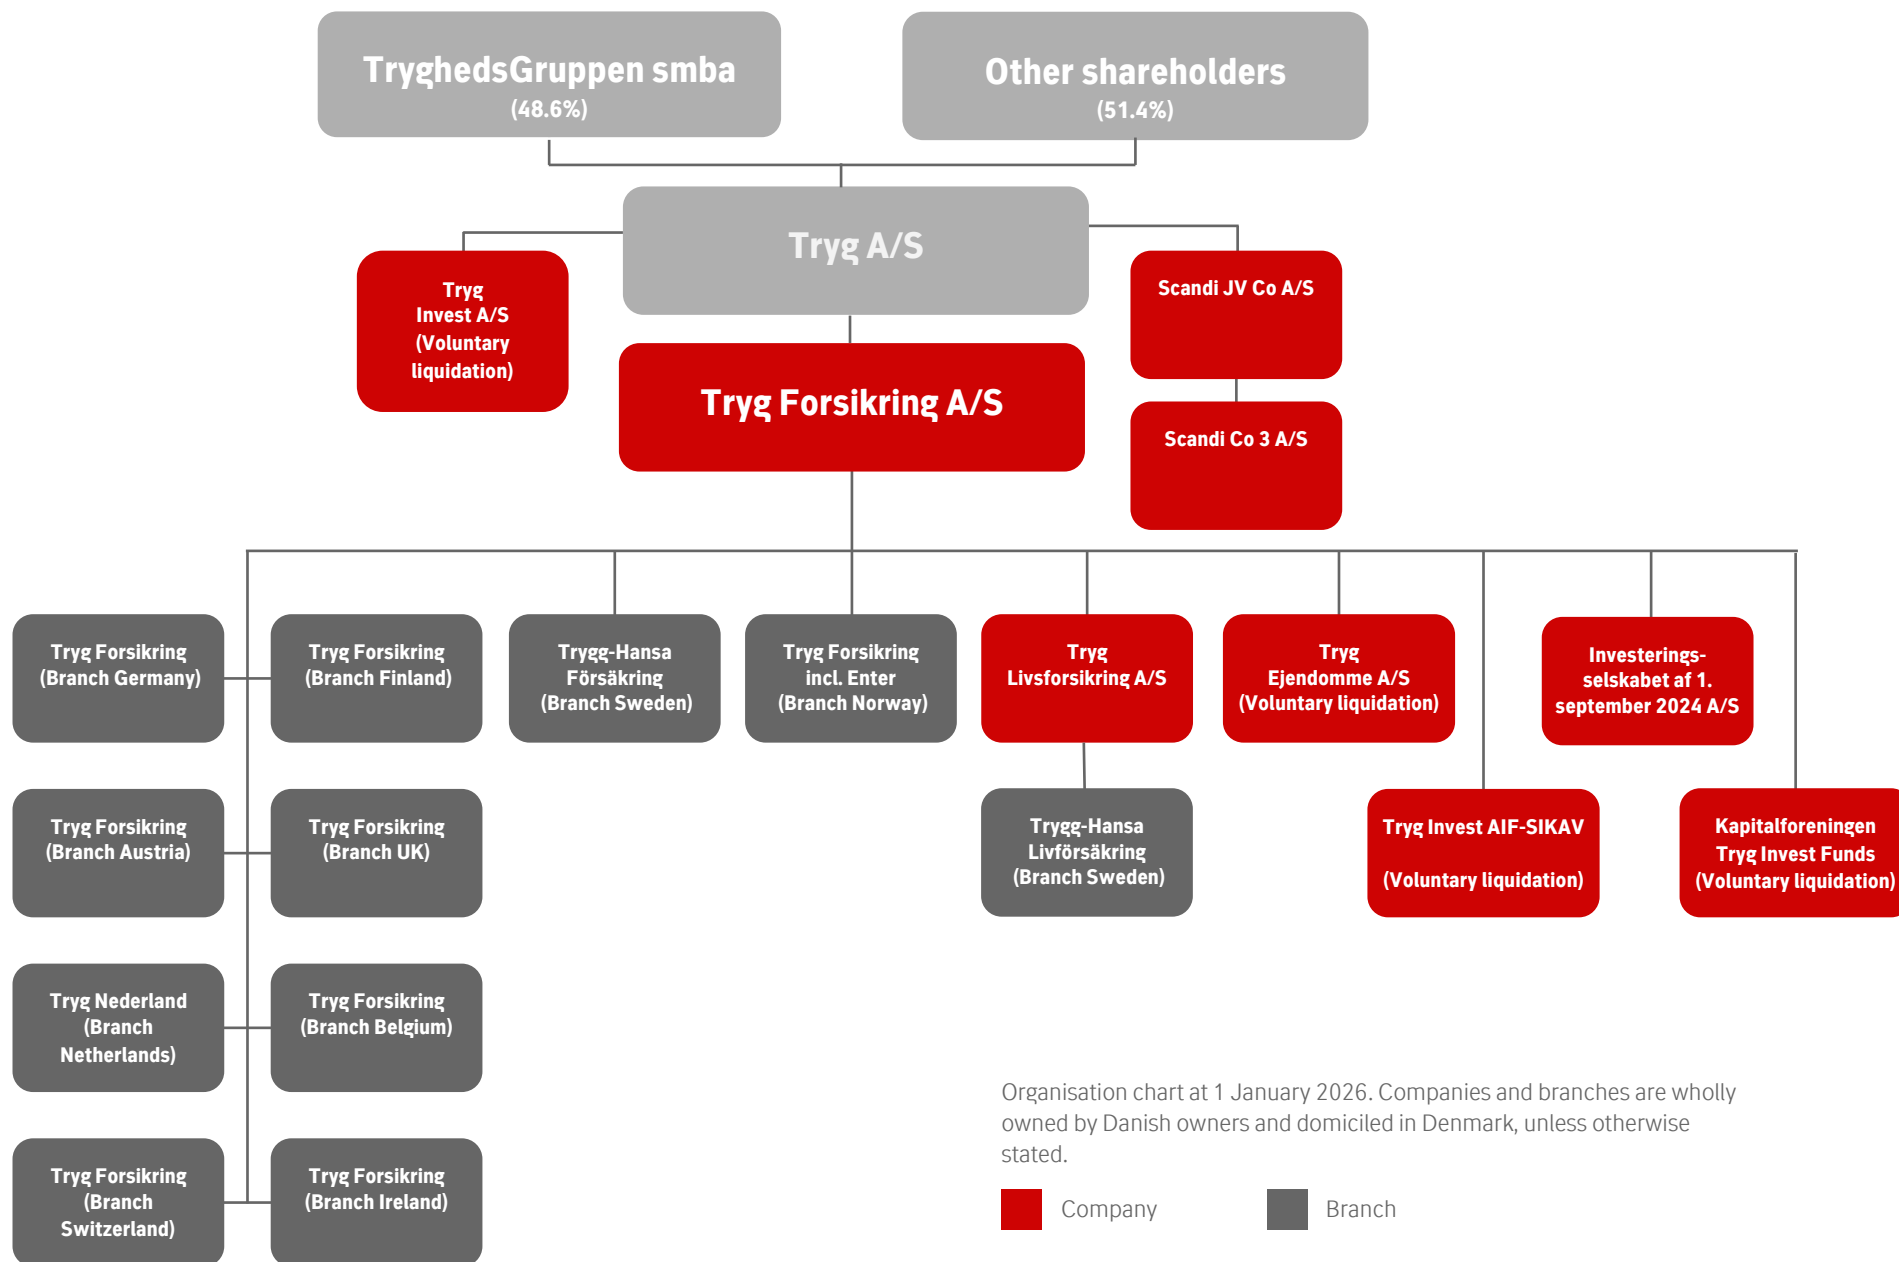 TryghedsGruppen smba
(48.6%)
Other shareholders
(51.4%)
Tryg A/S
Tryg
Invest A/S
(Voluntary
liquidation)
Scandi JV Co A/S
Tryg Forsikring A/S
Scandi Co 3 A/S
Tryg Forsikring
(Branch Germany)
Tryg Forsikring
(Branch Finland)
Trygg-Hansa
Försäkring
(Branch Sweden)
Tryg Forsikring
incl. Enter
(Branch Norway)
Tryg
Livsforsikring A/S
Tryg
Ejendomme A/S
(Voluntary liquidation)
Investerings-
selskabet af 1.
september 2024 A/S
Tryg Forsikring
(Branch Austria)
Tryg Forsikring
(Branch UK)
Trygg-Hansa
Livförsäkring
(Branch Sweden)
Tryg Invest AIF-SIKAV
(Voluntary liquidation)
Kapitalforeningen
Tryg Invest Funds
(Voluntary liquidation)
Tryg Nederland
(Branch
Netherlands)
Tryg Forsikring
(Branch Belgium)
Tryg Forsikring
(Branch
Switzerland)
Tryg Forsikring
(Branch Ireland)
Organisation chart at 1 January 2026. Companies and branches are wholly
owned by Danish owners and domiciled in Denmark, unless otherwise
stated.
Company
Branch